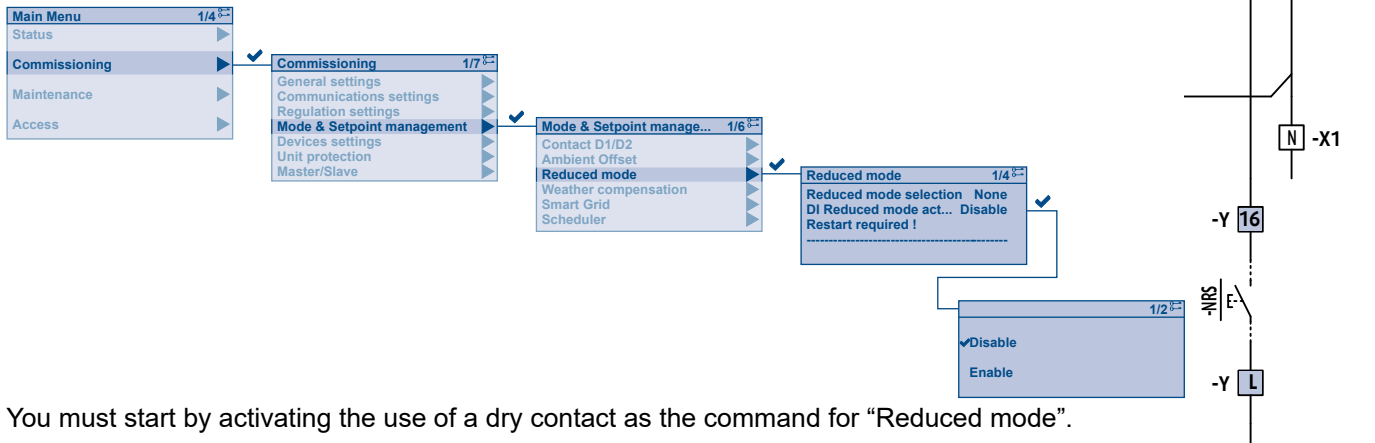 Main Menu 1/4
Status
Commissioning
Maintenance
Access
Commissioning 1/7
General settings
Communications settings
Regulation settings
Mode & Setpoint management
Devices settings
Unit protection
Master/Slave
Mode & Setpoint manage... 1/6
Contact D1/D2
Ambient Offset
Reduced mode
Weather compensation
Smart Grid
Scheduler
Reduced mode 1/4
Reduced mode selection None
DI Reduced mode act... Disable
Restart required !
------------------------------------------------
1/2
Disable
Enable
N -X1
-Y 16
-NRS
-Y L
You must start by activating the use of a dry contact as the command for “Reduced mode”.